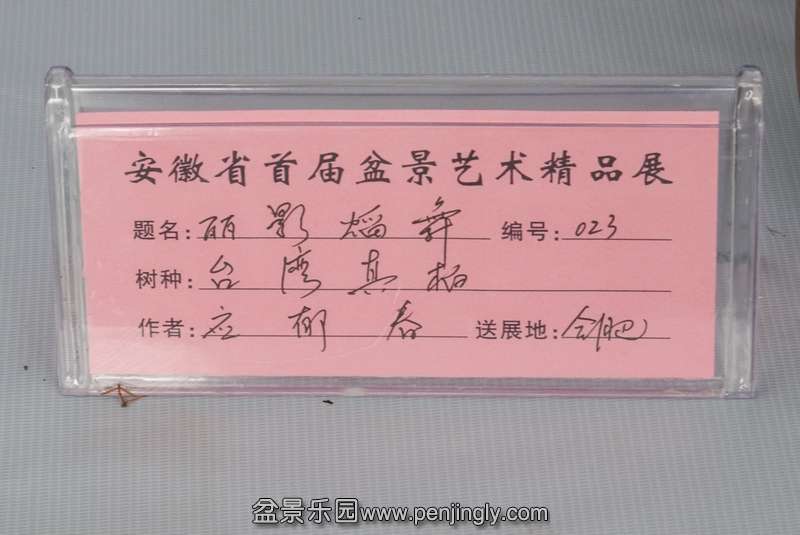 安徽省首届盆景艺术精品展
题名: 丽影焰舞 编号: 023
树种: 台湾真柏
作者: 应郁春 送展地: 合肥
盆景乐园www.penjingly.com